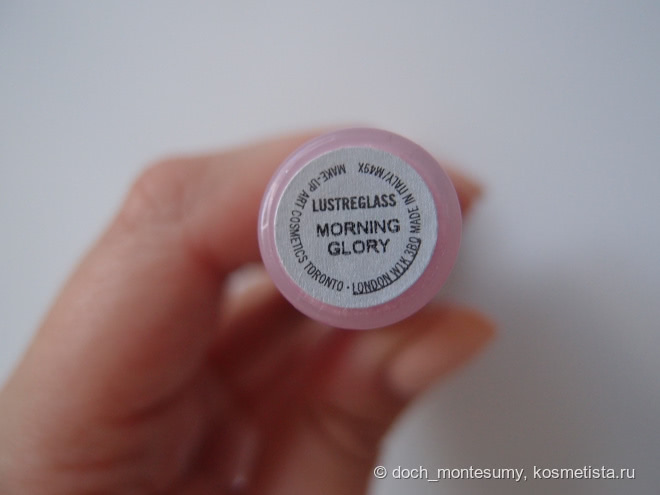 LUSTREGLASS
MORNING
GLORY
MAKE-UP ART COSMETICS TORONTO · LONDON W1K 3BQ MADE IN ITALY/M49X
© doch_montesumy, kosmetista.ru